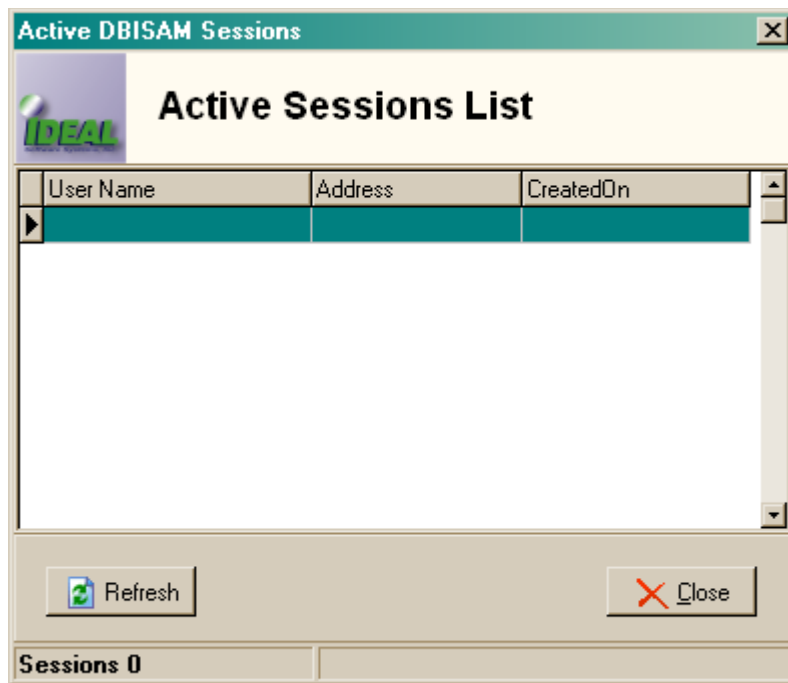 Active DBISAM Sessions
IDEAL
Active Sessions List
User Name Address CreatedOn
Refresh Close
Sessions 0